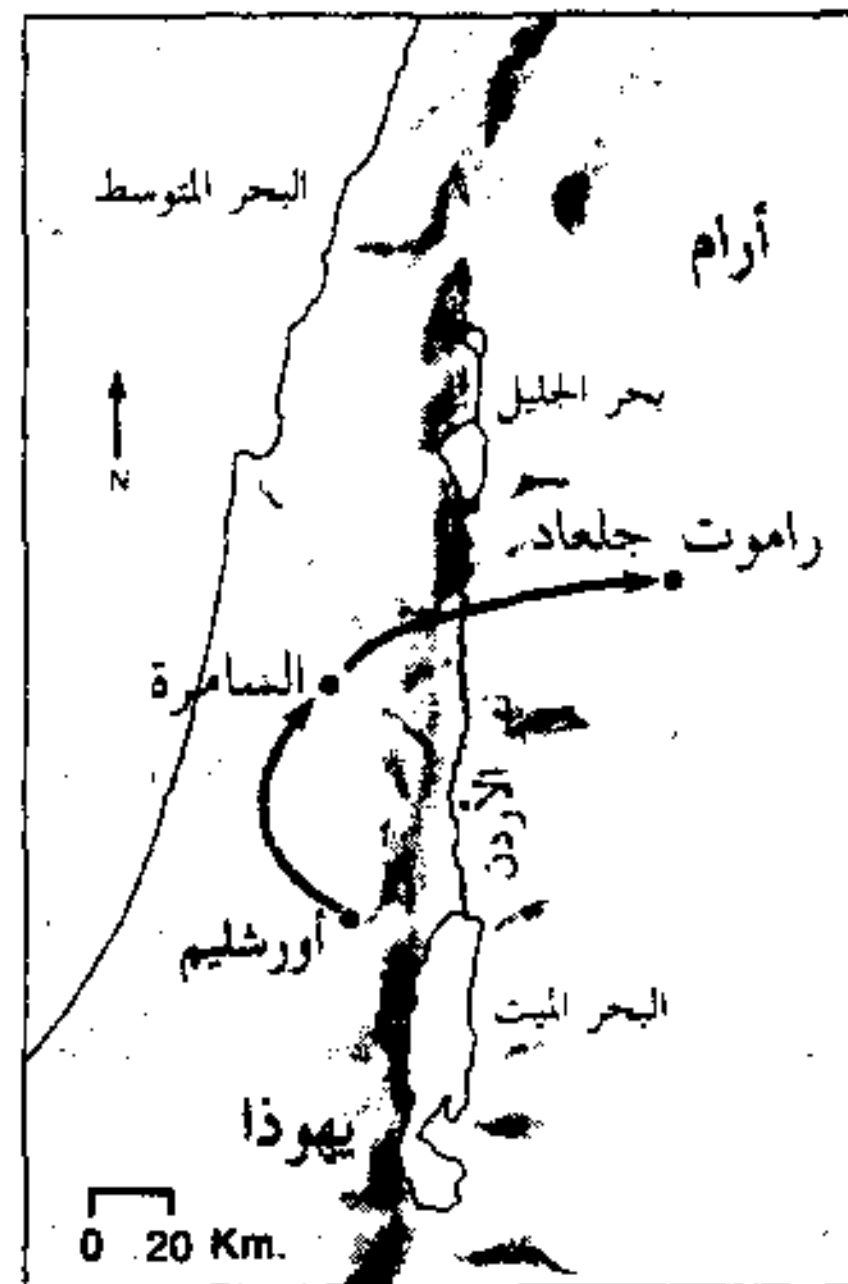 البحر المتوسط
أرام
بحر الجليل
N
راموت جلعاد
السامرة
الأردن
أورشليم
البحر الميت
يهوذا
0 20 Km.